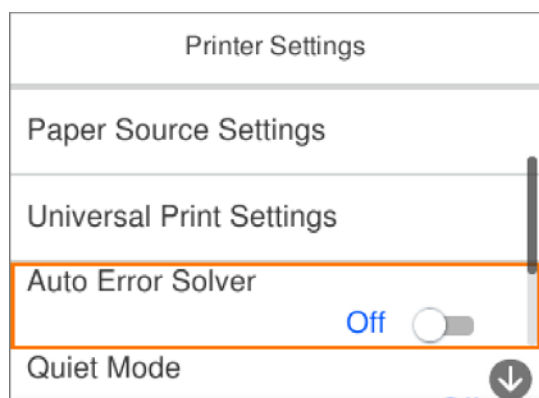 Printer Settings
Paper Source Settings
Universal Print Settings
Auto Error Solver
Off
Quiet Mode